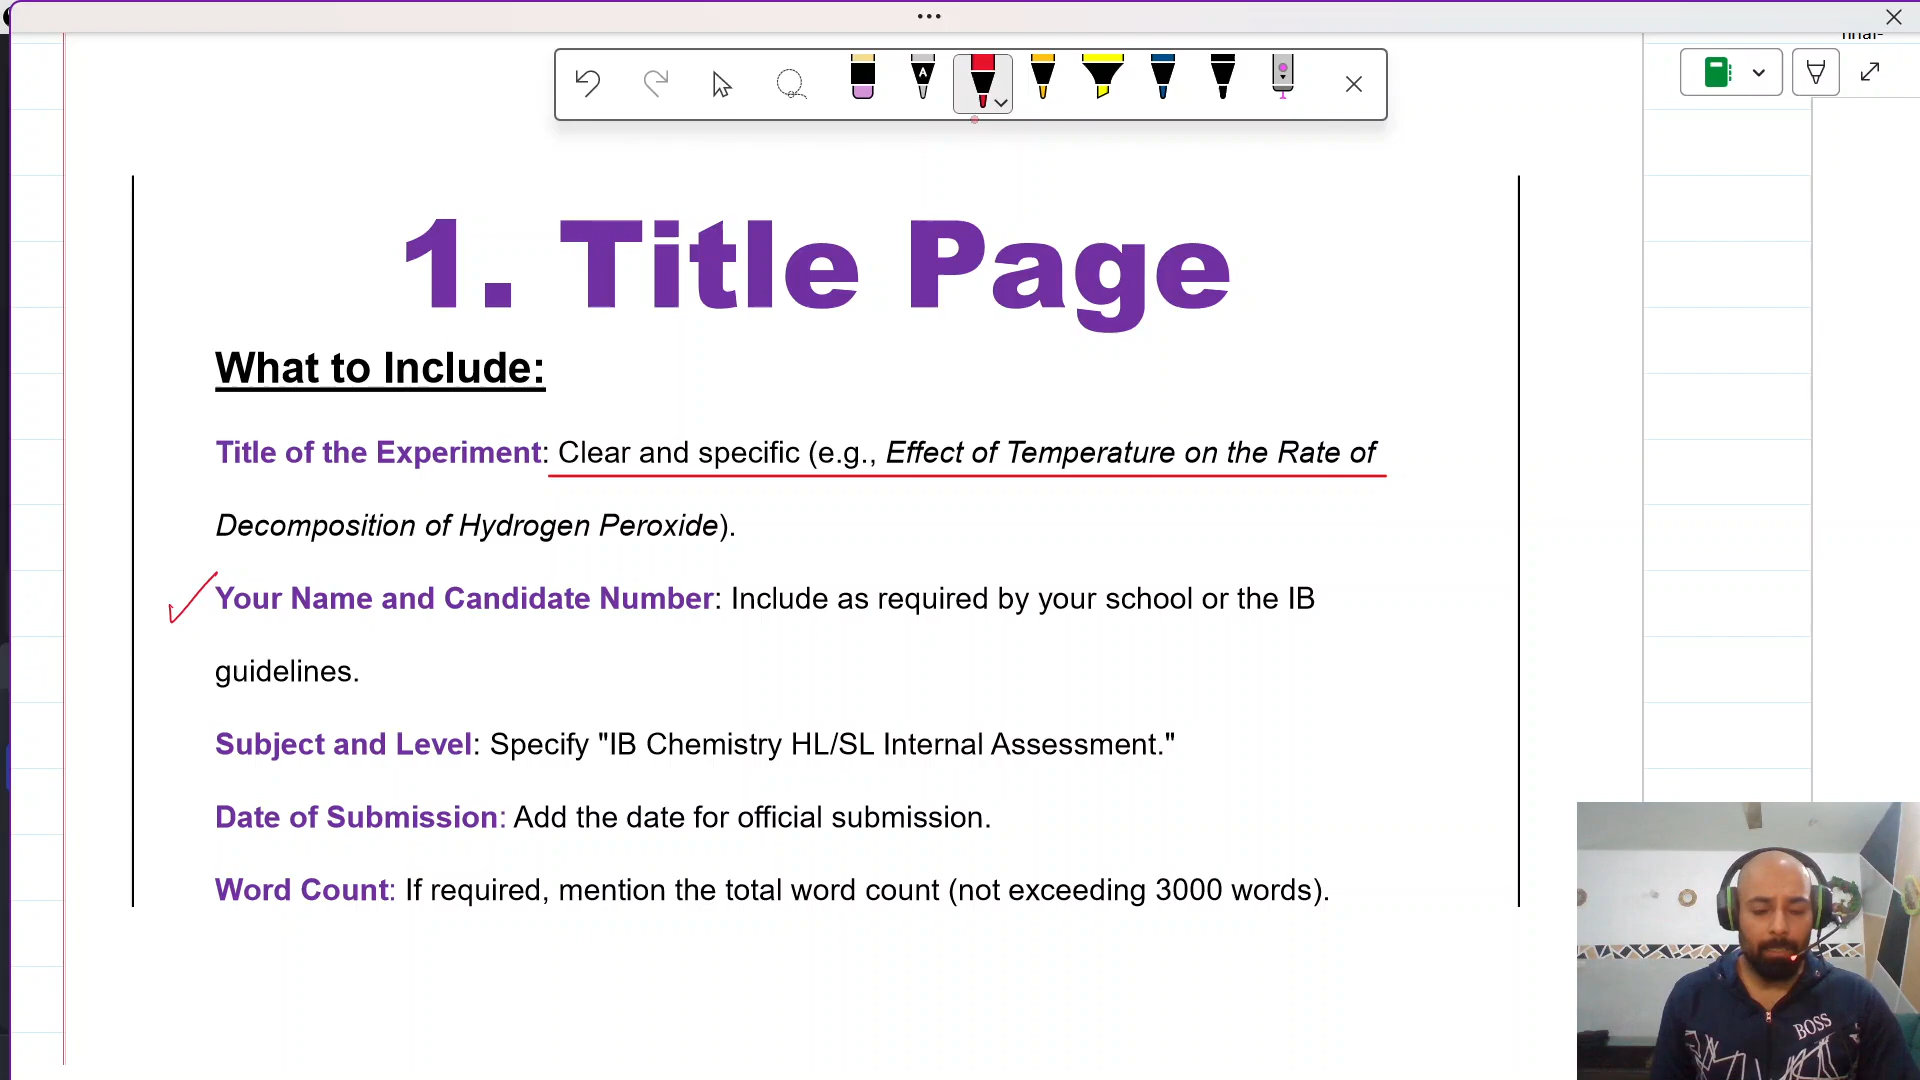 1. Title Page
What to Include:
Title of the Experiment: Clear and specific (e.g., Effect of Temperature on the Rate of
Decomposition of Hydrogen Peroxide).
Your Name and Candidate Number: Include as required by your school or the IB
guidelines.
Subject and Level: Specify "IB Chemistry HL/SL Internal Assessment."
Date of Submission: Add the date for official submission.
Word Count: If required, mention the total word count (not exceeding 3000 words).
A
BOSS